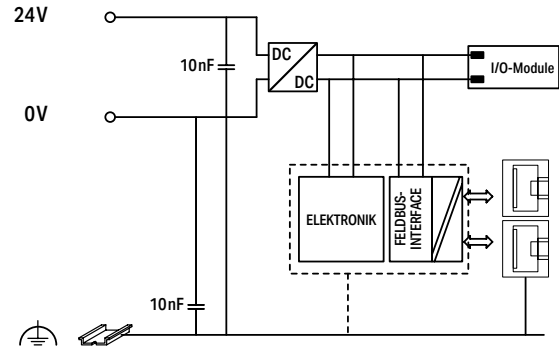 24V
10nF
DC
DC
I/O-Module
0V
ELEKTRONIK
FELDBUS-
INTERFACE
10nF